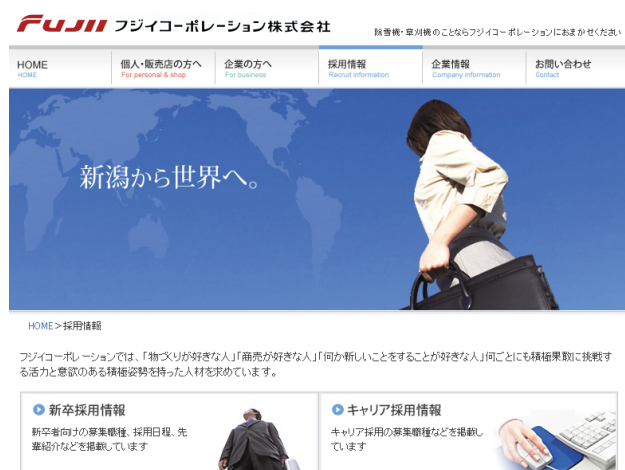 FUJII フジイコーポレーション株式会社
除雪機・草刈機のことならフジイコーポレーションにおまかせください
HOME 個人・販売店の方へ 企業の方へ 採用情報 企業情報 お問い合わせ
HOME For personal & shop For business Recruit information Company information Contact
新潟から世界へ。
HOME＞採用情報
フジイコーポレーションでは、「物づくりが好きな人」「商売が好きな人」「何か新しいことをすることが好きな人」何ごとにも積極果敢に挑戦す
る活力と意欲のある積極姿勢を持った人材を求めています。
新卒採用情報
新卒者向けの募集職種、採用日程、先
輩紹介などを掲載しています
キャリア採用情報
キャリア採用の募集職種などを掲載し
ています